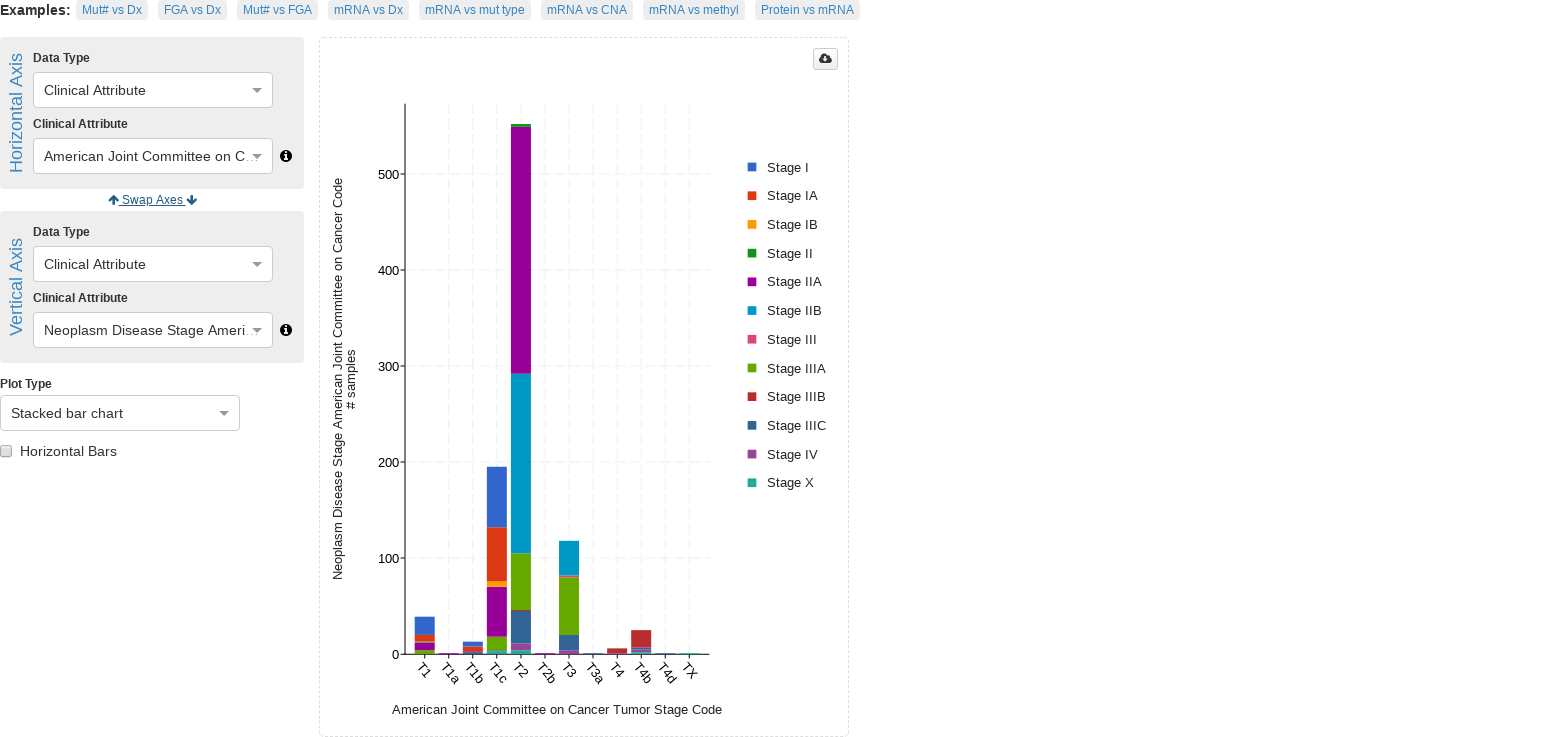 Examples: Mut# vs Dx FGA vs Dx Mut# vs FGA mRNA vs Dx mRNA vs mut type mRNA vs CNA mRNA vs methyl Protein vs mRNA
Horizontal Axis
Data Type
Clinical Attribute
Clinical Attribute
American Joint Committee on C...
Swap Axes
Vertical Axis
Data Type
Clinical Attribute
Clinical Attribute
Neoplasm Disease Stage Ameri...
Plot Type
Stacked bar chart
Horizontal Bars
Neoplasm Disease Stage American Joint Committee on Cancer Code
# samples
500
400
300
200
100
0
T1 T1a T1b T1c T2 T2b T3 T3a T4 T4b T4d TX
American Joint Committee on Cancer Tumor Stage Code
Stage I
Stage IA
Stage IB
Stage II
Stage IIA
Stage IIB
Stage III
Stage IIIA
Stage IIIB
Stage IIIC
Stage IV
Stage X